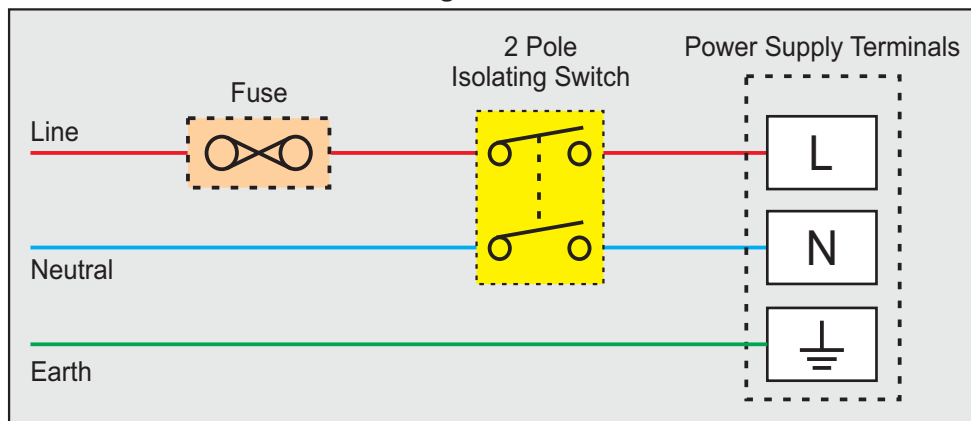 2 Pole
Isolating Switch
Power Supply Terminals
Fuse
Line
L
Neutral
N
Earth